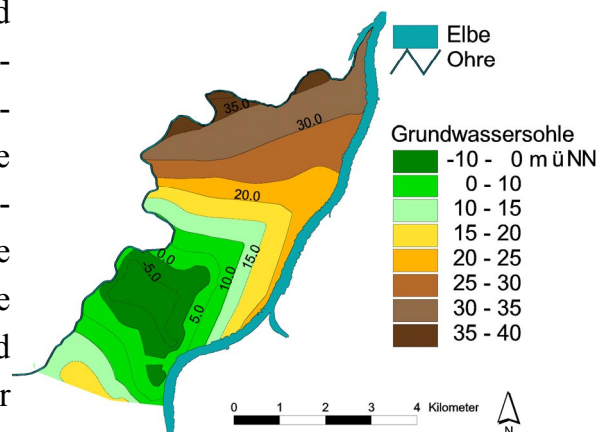 d
-
-
e
-
e
e
d
r
Elbe
Ohre
Grundwassersohle
-10 - 0 m üNN
0 - 10
10 - 15
15 - 20
20 - 25
25 - 30
30 - 35
35 - 40
35.0
30.0
20.0
15.0
10.0
5.0
0.0
-5.0
0 1 2 3 4 Kilometer
N